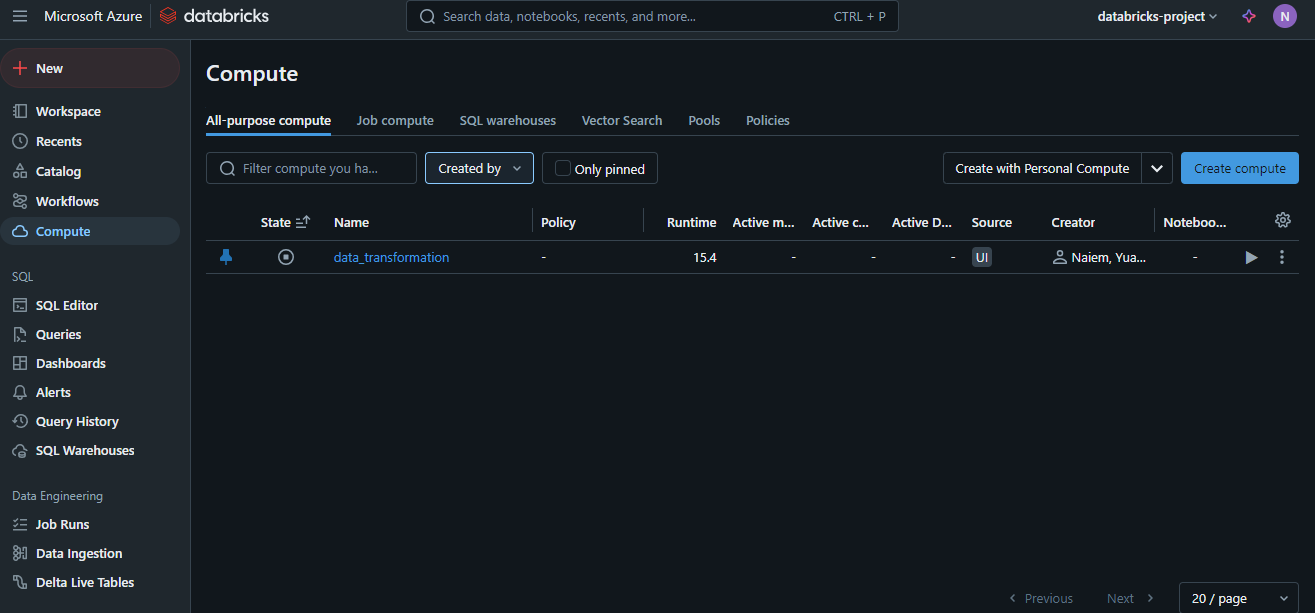 Microsoft Azure databricks
Search data, notebooks, recents, and more... CTRL + P
databricks-project
N
New
Workspace
Recents
Catalog
Workflows
Compute
SQL
SQL Editor
Queries
Dashboards
Alerts
Query History
SQL Warehouses
Data Engineering
Job Runs
Data Ingestion
Delta Live Tables
Compute
All-purpose compute Job compute SQL warehouses Vector Search Pools Policies
Filter compute you ha... Created by Only pinned Create with Personal Compute Create compute
State Name Policy Runtime Active m... Active c... Active D... Source Creator Noteboo...
data_transformation - 15.4 - - - UI Naiem, Yua... -
Previous Next 20 / page